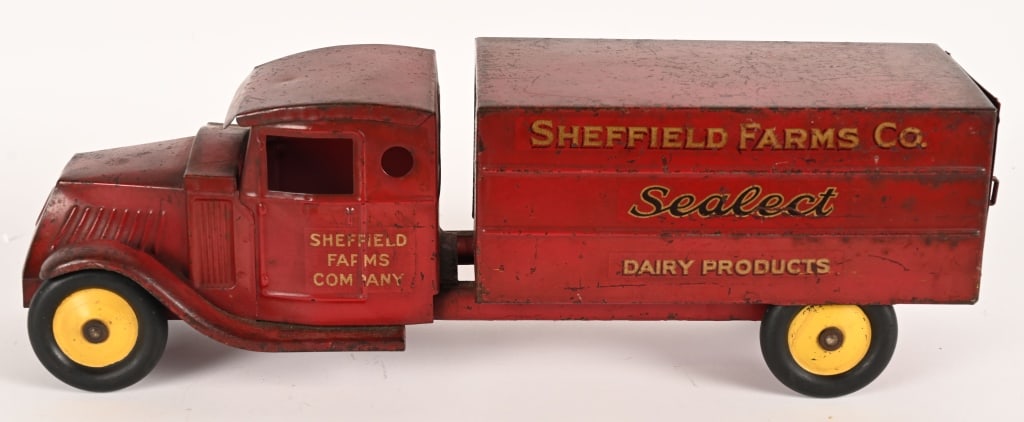 SHEFFIELD FARMS CO.
Sealect
DAIRY PRODUCTS
SHEFFIELD
FARMS
COMPANY